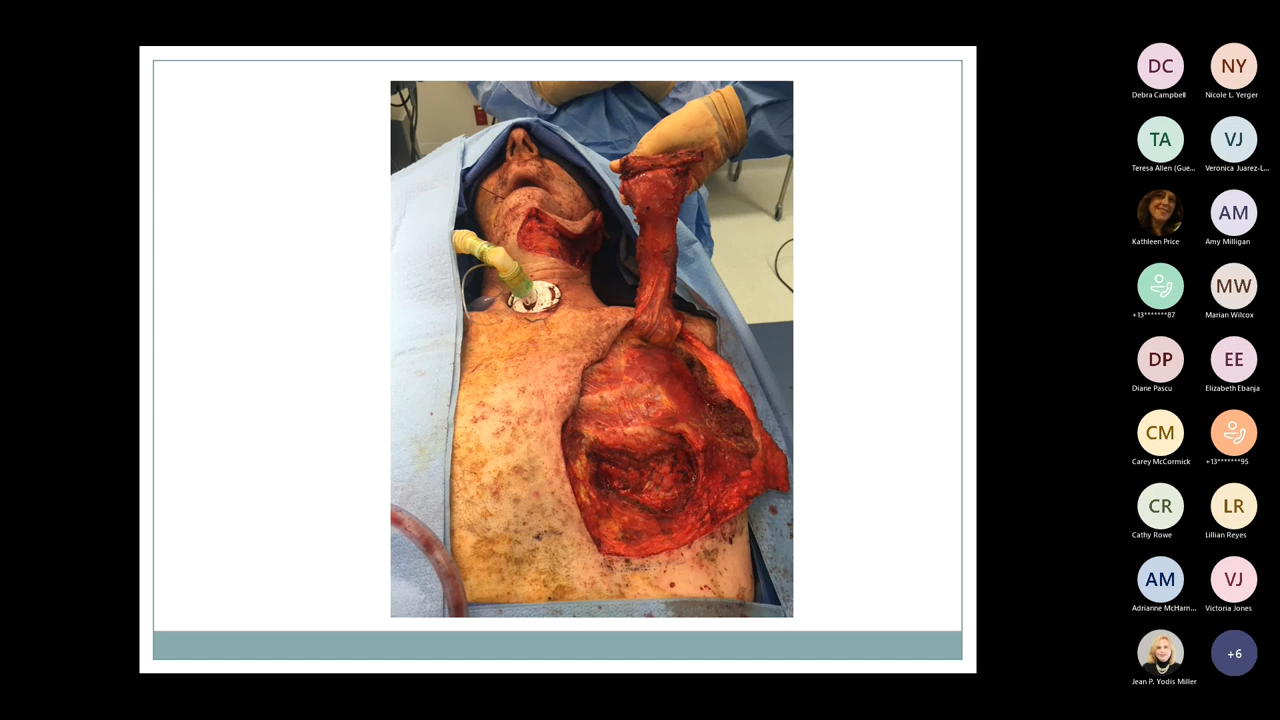 DC
NY
Debra Campbell
Nicole L. Yerger
TA
VJ
Teresa Allen (Gue...
Veronica Juarez-L...
AM
Kathleen Price
Amy Milligan
MW
+13*******87
Marian Wilcox
DP
EE
Diane Pascu
Elizabeth Ebanja
CM
Carey McCormick
+13*******95
CR
LR
Cathy Rowe
Lillian Reyes
AM
VJ
Adrianne McHarn...
Victoria Jones
+6
Jean P. Yodis Miller